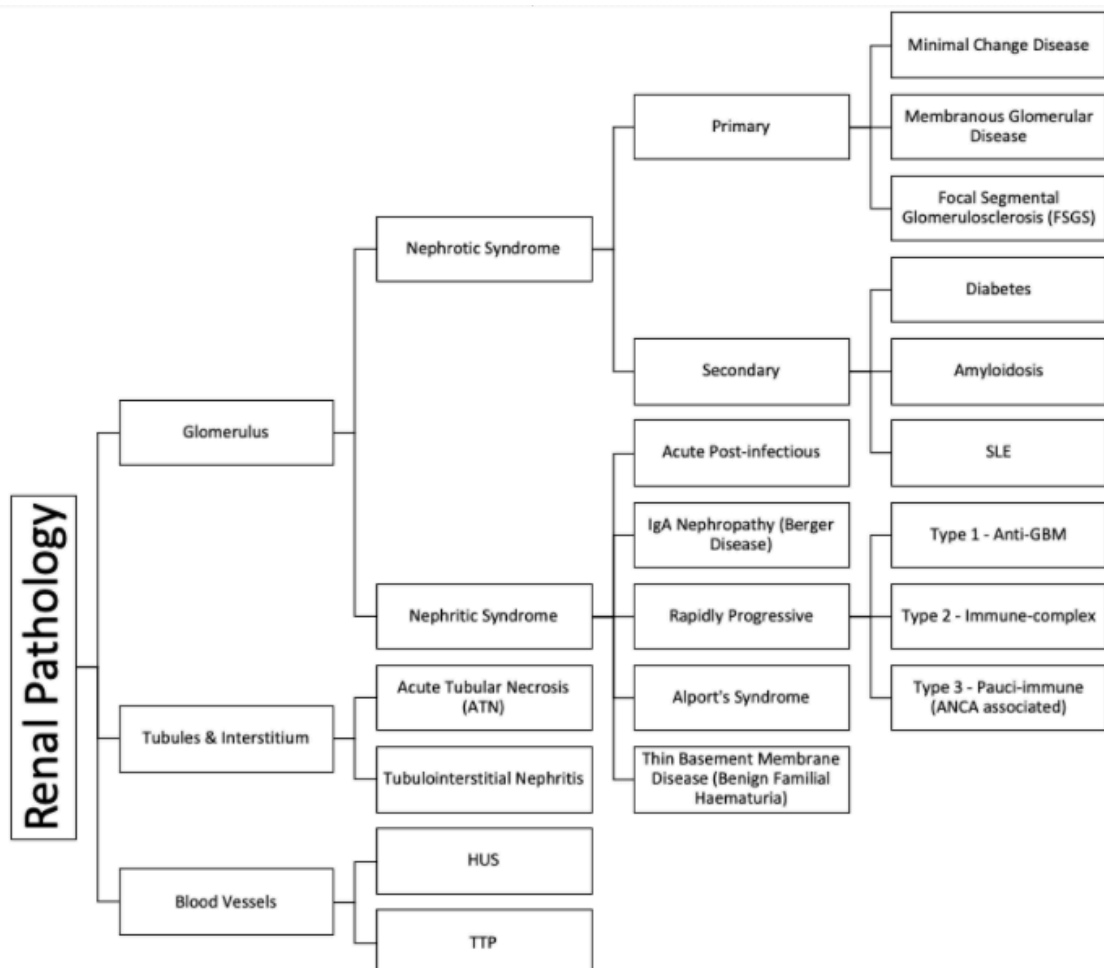 Renal Pathology
Glomerulus
Nephrotic Syndrome
Primary
Minimal Change Disease
Membranous Glomerular
Disease
Focal Segmental
Glomerulosclerosis (FSGS)
Secondary
Diabetes
Amyloidosis
SLE
Nephritic Syndrome
Acute Post-infectious
IgA Nephropathy (Berger
Disease)
Rapidly Progressive
Type 1 - Anti-GBM
Type 2 - Immune-complex
Type 3 - Pauci-immune
(ANCA associated)
Alport's Syndrome
Thin Basement Membrane
Disease (Benign Familial
Haematuria)
Tubules & Interstitium
Acute Tubular Necrosis
(ATN)
Tubulointerstitial Nephritis
Blood Vessels
HUS
TTP